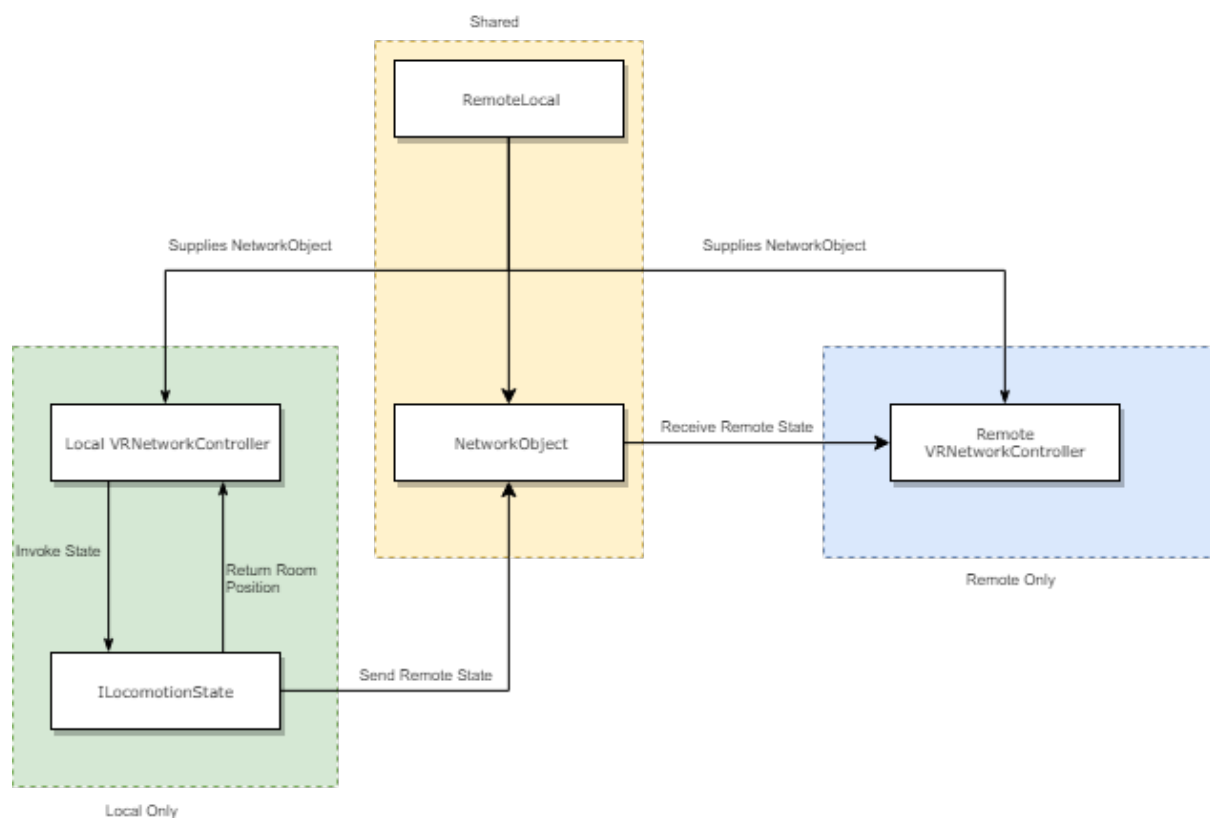 Shared
RemoteLocal
Supplies NetworkObject
Supplies NetworkObject
Local VRNetworkController
NetworkObject
Receive Remote State
Remote
VRNetworkController
Invoke State
Return Room
Position
Remote Only
ILocomotionState
Send Remote State
Local Only